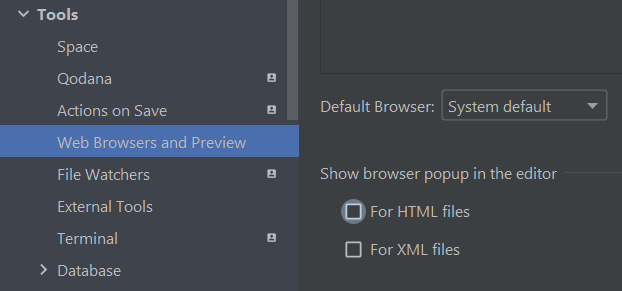 Tools
Space
Qodana
Actions on Save
Web Browsers and Preview
File Watchers
External Tools
Terminal
Database
Default Browser: System default
Show browser popup in the editor
For HTML files
For XML files